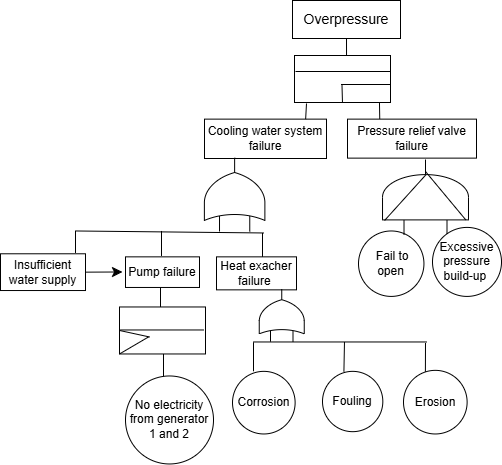 Overpressure
Cooling water system
failure
Pressure relief valve
failure
Insufficient
water supply
Pump failure
Heat exacher
failure
Fail to
open
Excessive
pressure
build-up
No electricity
from generator
1 and 2
Corrosion
Fouling
Erosion